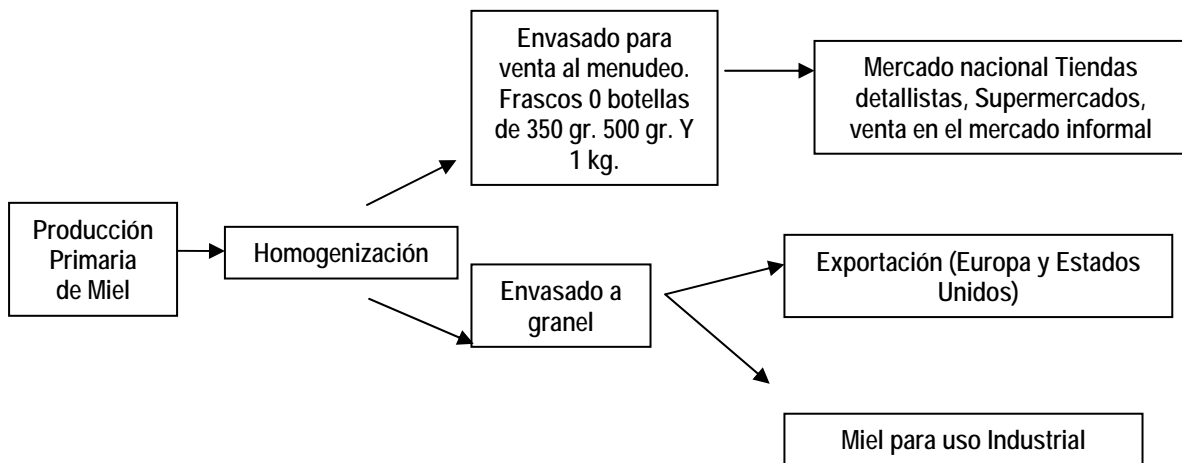 Envasado para
venta al menudeo.
Frascos 0 botellas
de 350 gr. 500 gr. Y
1 kg.
Mercado nacional Tiendas
detallistas, Supermercados,
venta en el mercado informal
Producción
Primaria
de Miel
Homogenización
Envasado a
granel
Exportación (Europa y Estados
Unidos)
Miel para uso Industrial